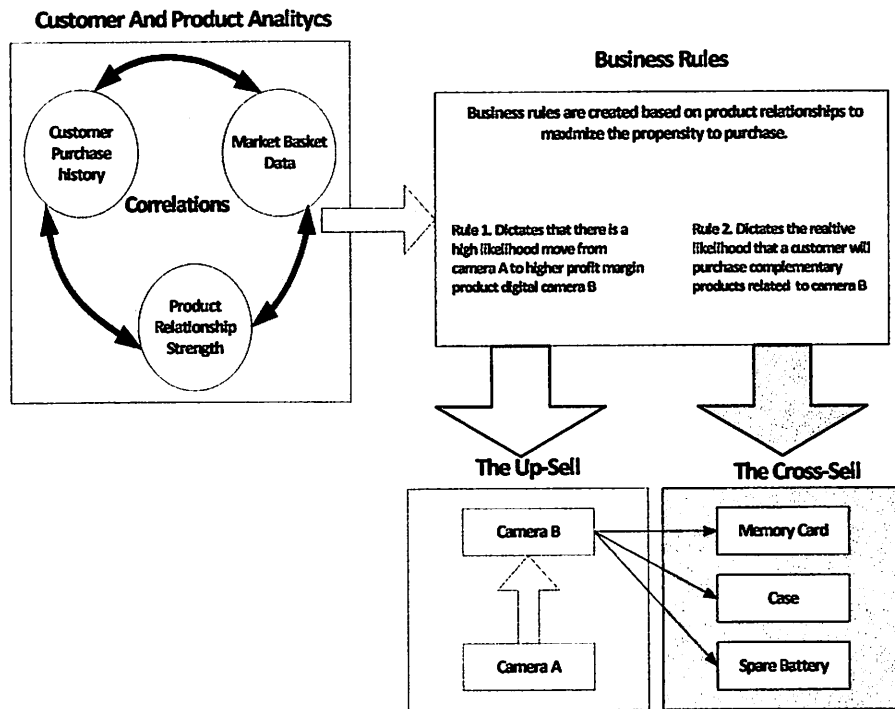 Customer And Product Analitycs
Customer
Purchase
history
Market Basket
Data
Correlations
Product
Relationship
Strength
Business Rules
Business rules are created based on product relationships to
maximize the propensity to purchase.
Rule 1. Dictates that there is a
high likelihood move from
camera A to higher profit margin
product digital camera B
Rule 2. Dictates the realtive
likelihood that a customer will
purchase complementary
products related to camera B
The Up-Sell
Camera B
Camera A
The Cross-Sell
Memory Card
Case
Spare Battery